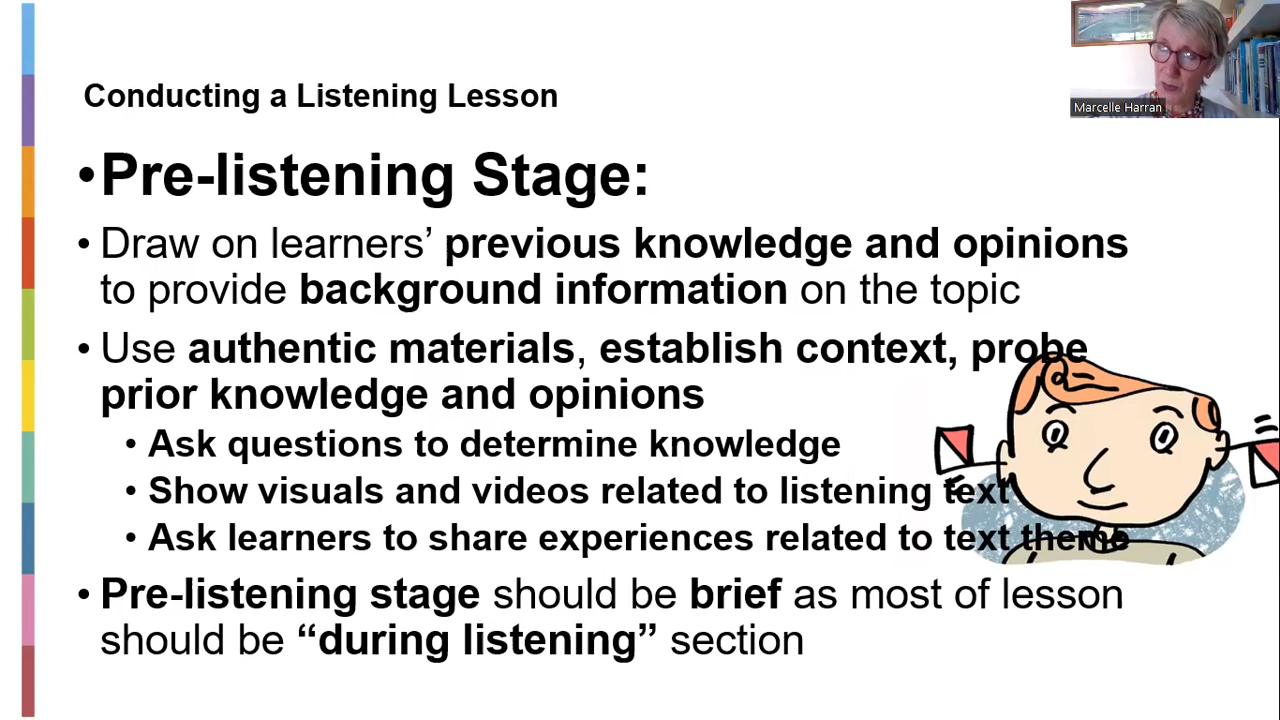 Marcelle Harran
Conducting a Listening Lesson
•Pre-listening Stage:
• Draw on learners’ previous knowledge and opinions
to provide background information on the topic
• Use authentic materials, establish context, probe
prior knowledge and opinions
• Ask questions to determine knowledge
• Show visuals and videos related to listening text
• Ask learners to share experiences related to text theme
• Pre-listening stage should be brief as most of lesson
should be “during listening” section